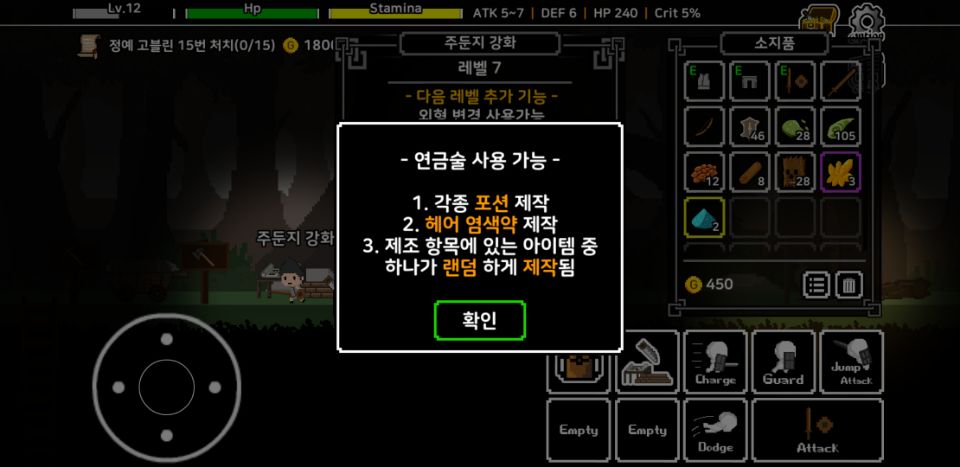 Lv.12
Hp
Stamina
ATK 5~7 | DEF 6 | HP 240 | Crit 5%
정예 고블린 15번 처치(0/15) G 1800
주둔지 강화
레벨 7
- 다음 레벨 추가 기능 -
외형 변경 사용가능
- 연금술 사용 가능 -
1. 각종 포션 제작
2. 헤어 염색약 제작
3. 제조 항목에 있는 아이템 중
하나가 랜덤 하게 제작됨
확인
주둔지 강화
소지품
E
E
E
46
28
105
12
8
28
3
2
G 450
Charge
Guard
Jump
Attack
Empty
Empty
Dodge
Attack